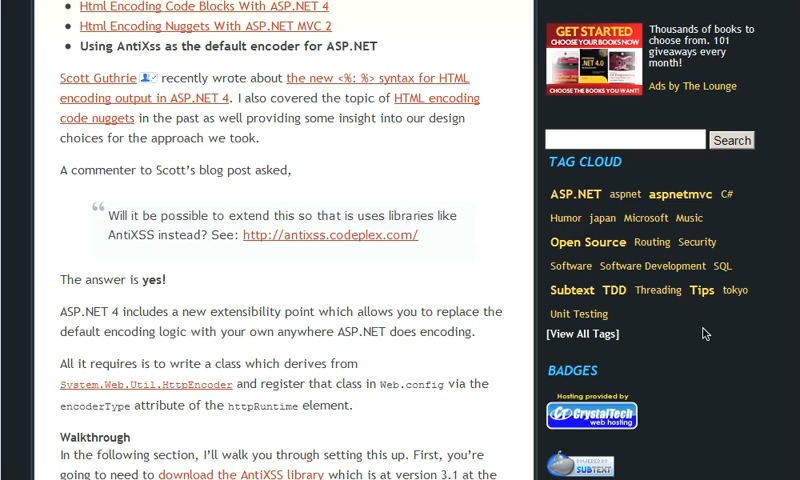 Html Encoding Code Blocks With ASP.NET 4
Html Encoding Nuggets With ASP.NET MVC 2
Using AntiXss as the default encoder for ASP.NET
Scott Guthrie recently wrote about the new <%: %> syntax for HTML
encoding output in ASP.NET 4. I also covered the topic of HTML encoding
code nuggets in the past as well providing some insight into our design
choices for the approach we took.
A commenter to Scott's blog post asked,
Will it be possible to extend this so that is uses libraries like
AntiXSS instead? See: http://antixss.codeplex.com/
The answer is yes!
ASP.NET 4 includes a new extensibility point which allows you to replace the
default encoding logic with your own anywhere ASP.NET does encoding.
All it requires is to write a class which derives from
System.Web.Util.HttpEncoder and register that class in Web.config via the
encoderType attribute of the httpRuntime element.
Walkthrough
In the following section, I'll walk you through setting this up. First, you're
going to need to download the AntiXSS library which is at version 3.1 at the
GET STARTED
CHOOSE YOUR BOOKS NOW
CHOOSE THE BOOKS YOU WANT!
Thousands of books to
choose from. 101
giveaways every
month!
Ads by The Lounge
Search
TAG CLOUD
ASP.NET aspnet aspnetmvc C#
Humor japan Microsoft Music
Open Source Routing Security
Software Software Development SQL
Subtext TDD Threading Tips tokyo
Unit Testing
[View All Tags]
BADGES
Hosting provided by
CT CrystalTech
web hosting
POWERED BY
SUBTEXT